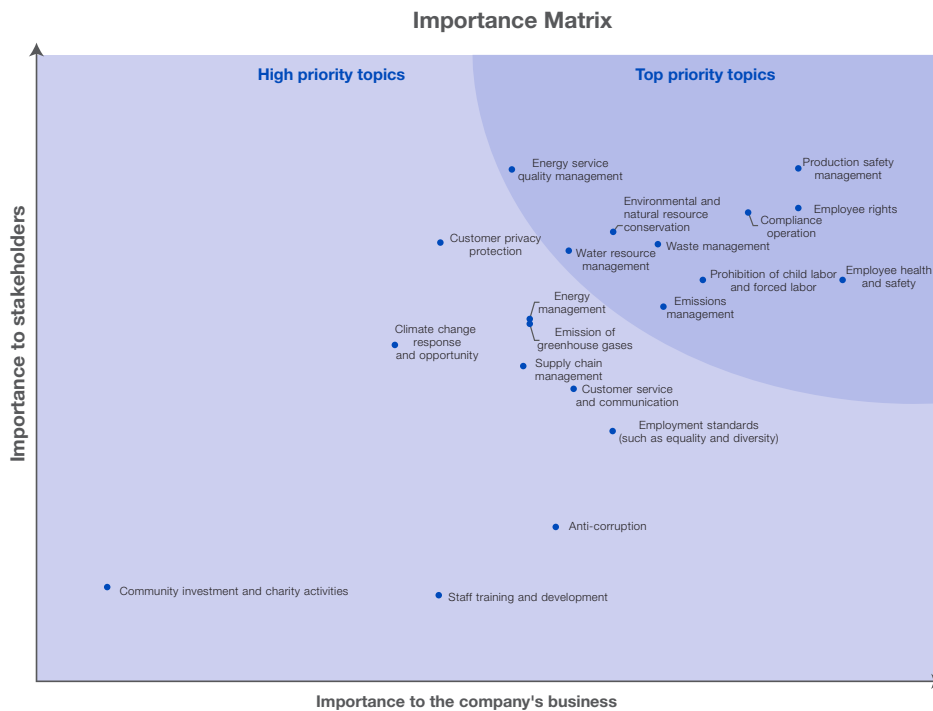 Importance Matrix
High priority topics
Top priority topics
Energy service
quality management
Production safety
management
Environmental and
natural resource
conservation
Employee rights
Compliance
operation
Customer privacy
protection
Water resource
management
Waste management
Prohibition of child labor
and forced labor
Employee health
and safety
Energy
management
Emissions
management
Climate change
response
and opportunity
Emission of
greenhouse gases
Supply chain
management
Customer service
and communication
Employment standards
(such as equality and diversity)
Anti-corruption
Community investment and charity activities
Staff training and development
Importance to stakeholders
Importance to the company's business